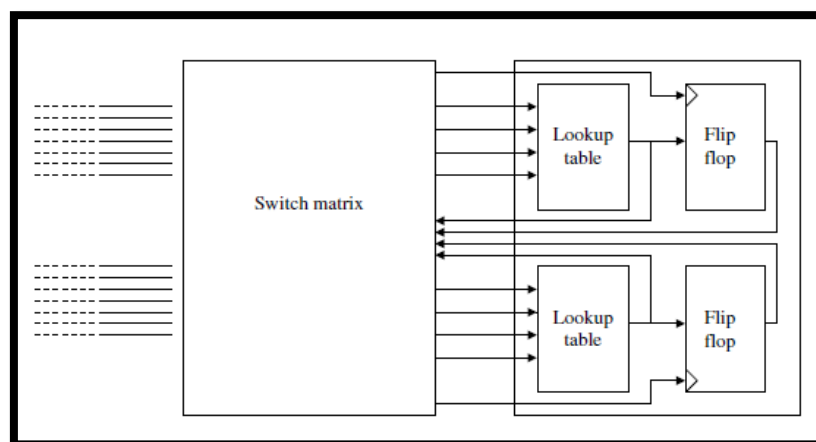 Lookup
table
Flip
flop
Switch matrix
Lookup
table
Flip
flop